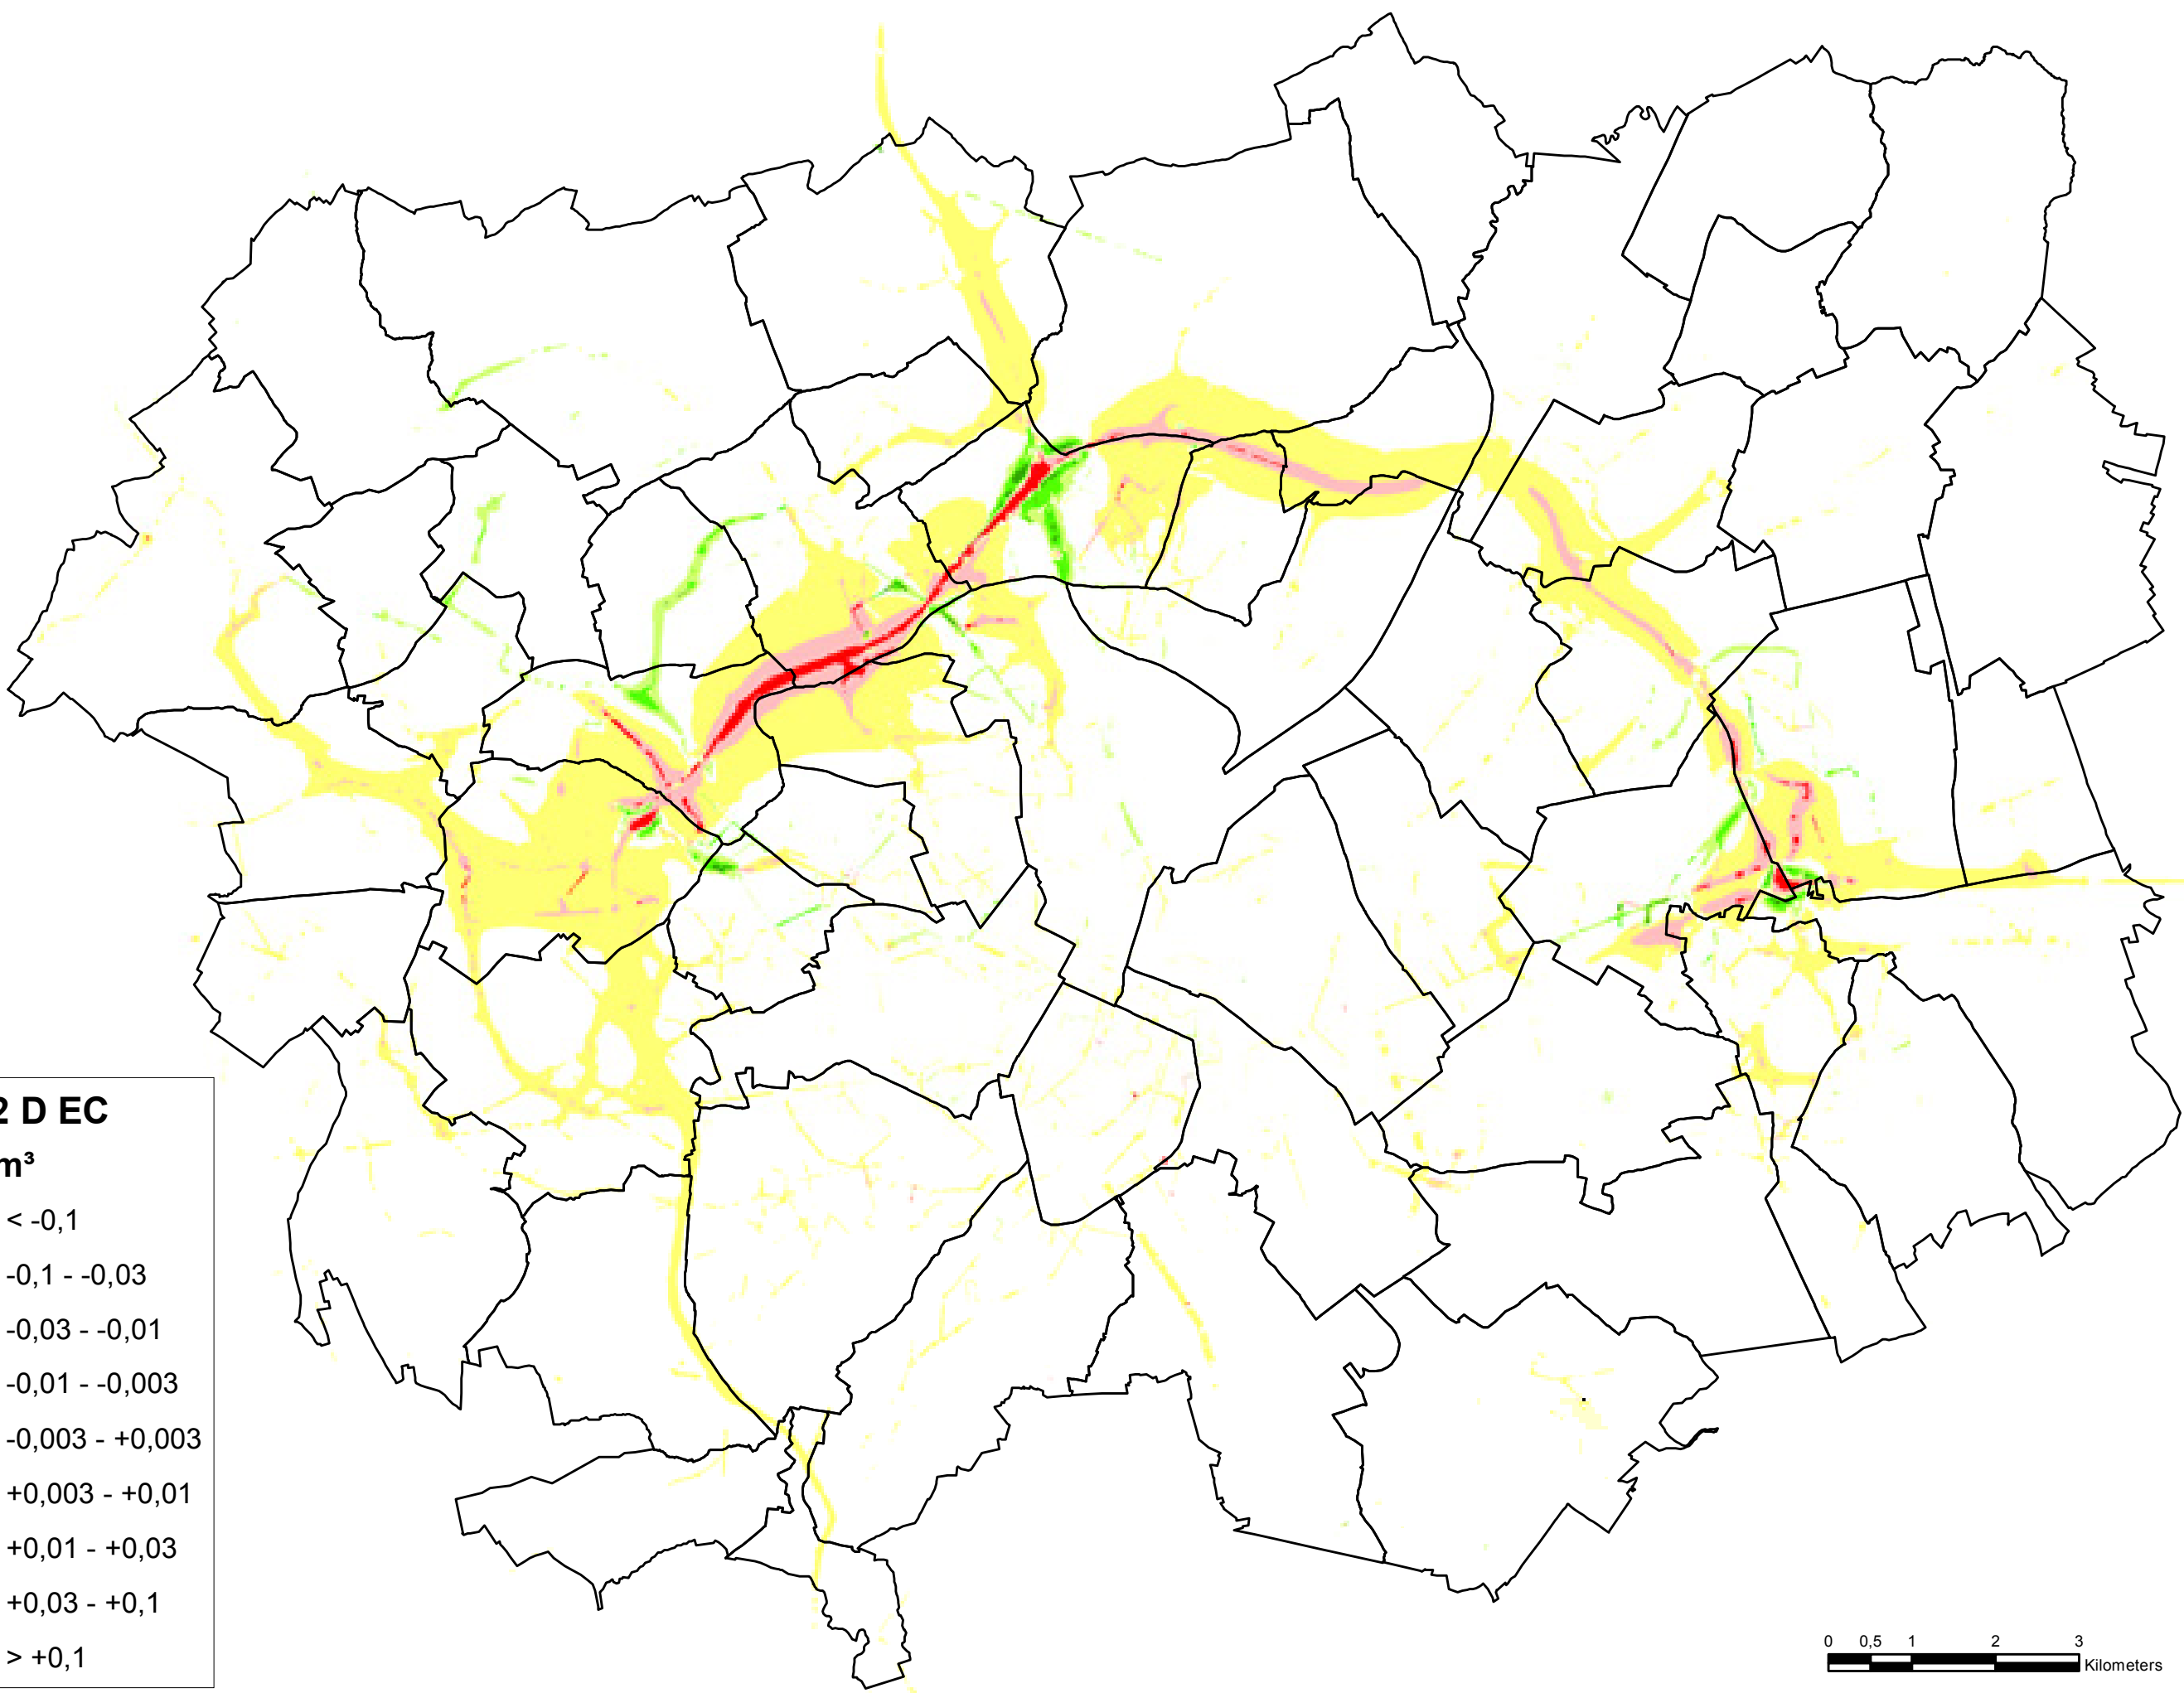 2 D EC
m³
< -0,1
-0,1 - -0,03
-0,03 - -0,01
-0,01 - -0,003
-0,003 - +0,003
+0,003 - +0,01
+0,01 - +0,03
+0,03 - +0,1
> +0,1
0 0,5 1 2 3
Kilometers